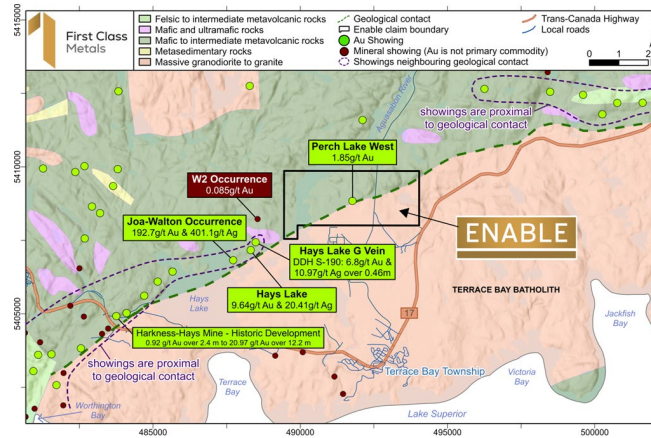 First Class
Metals
Felsic to intermediate metavolcanic rocks
Mafic and ultramafic rocks
Mafic to intermediate metavolcanic rocks
Metasedimentary rocks
Massive granodiorite to granite
Geological contact
Enable claim boundary
Au Showing
Mineral showing (Au is not primary commodity)
Showings neighbouring geological contact
Trans-Canada Highway
Local roads
0 1 2
5415000
5410000
5405000
Aguasabon River
showings are proximal
to geological contact
Perch Lake West
1.85g/t Au
W2 Occurrence
0.085g/t Au
Joa-Walton Occurrence
192.7g/t Au & 401.1g/t Ag
ENABLE
Hays Lake G Vein
DDH S-190: 6.8g/t Au &
10.97g/t Ag over 0.46m
Hays Lake
9.64g/t Au & 20.41g/t Ag
Hays
Lake
TERRACE BAY BATHOLITH
17
Harkness-Hays Mine - Historic Development
0.92 g/t Au over 2.4 m to 20.97 g/t Au over 12.2 m
showings are proximal
to geological contact
Jackfish
Bay
Terrace Bay Township
Terrace
Bay
Victoria
Bay
Worthington
Bay
Lake Superior
485000
490000
495000
500000